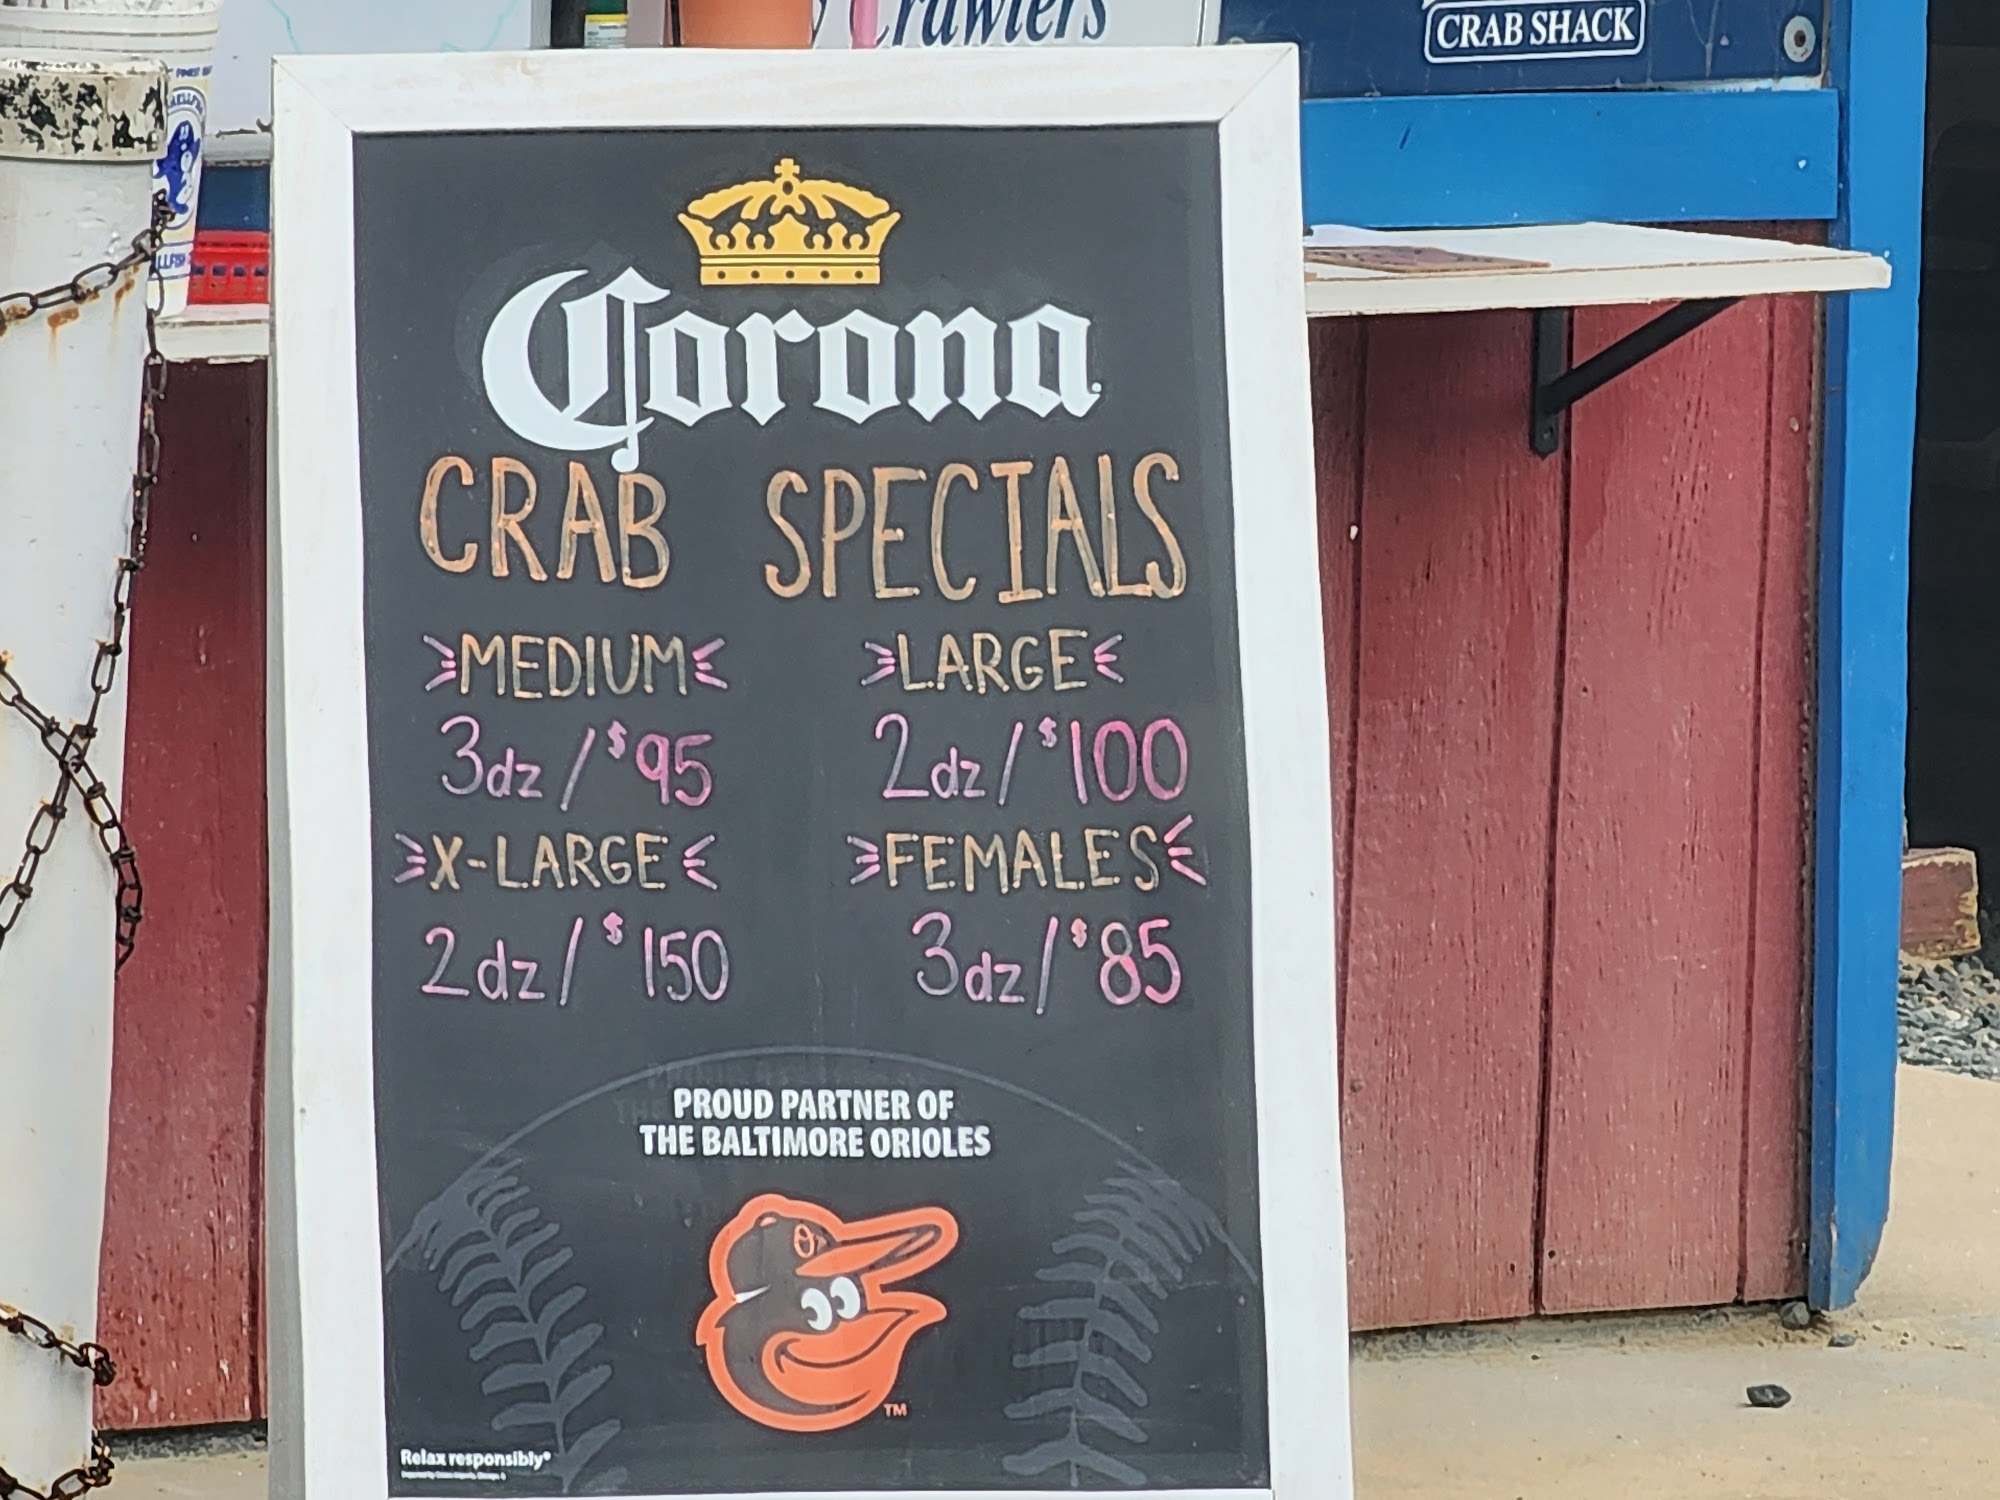 Crawlers
CRAB SHACK
Corona
CRAB SPECIALS
MEDIUM LARGE
3dz/$95 2dz/$100
X-LARGE FEMALES
2dz/$150 3dz/$85
PROUD PARTNER OF
THE BALTIMORE ORIOLES
TM
Relax responsibly®